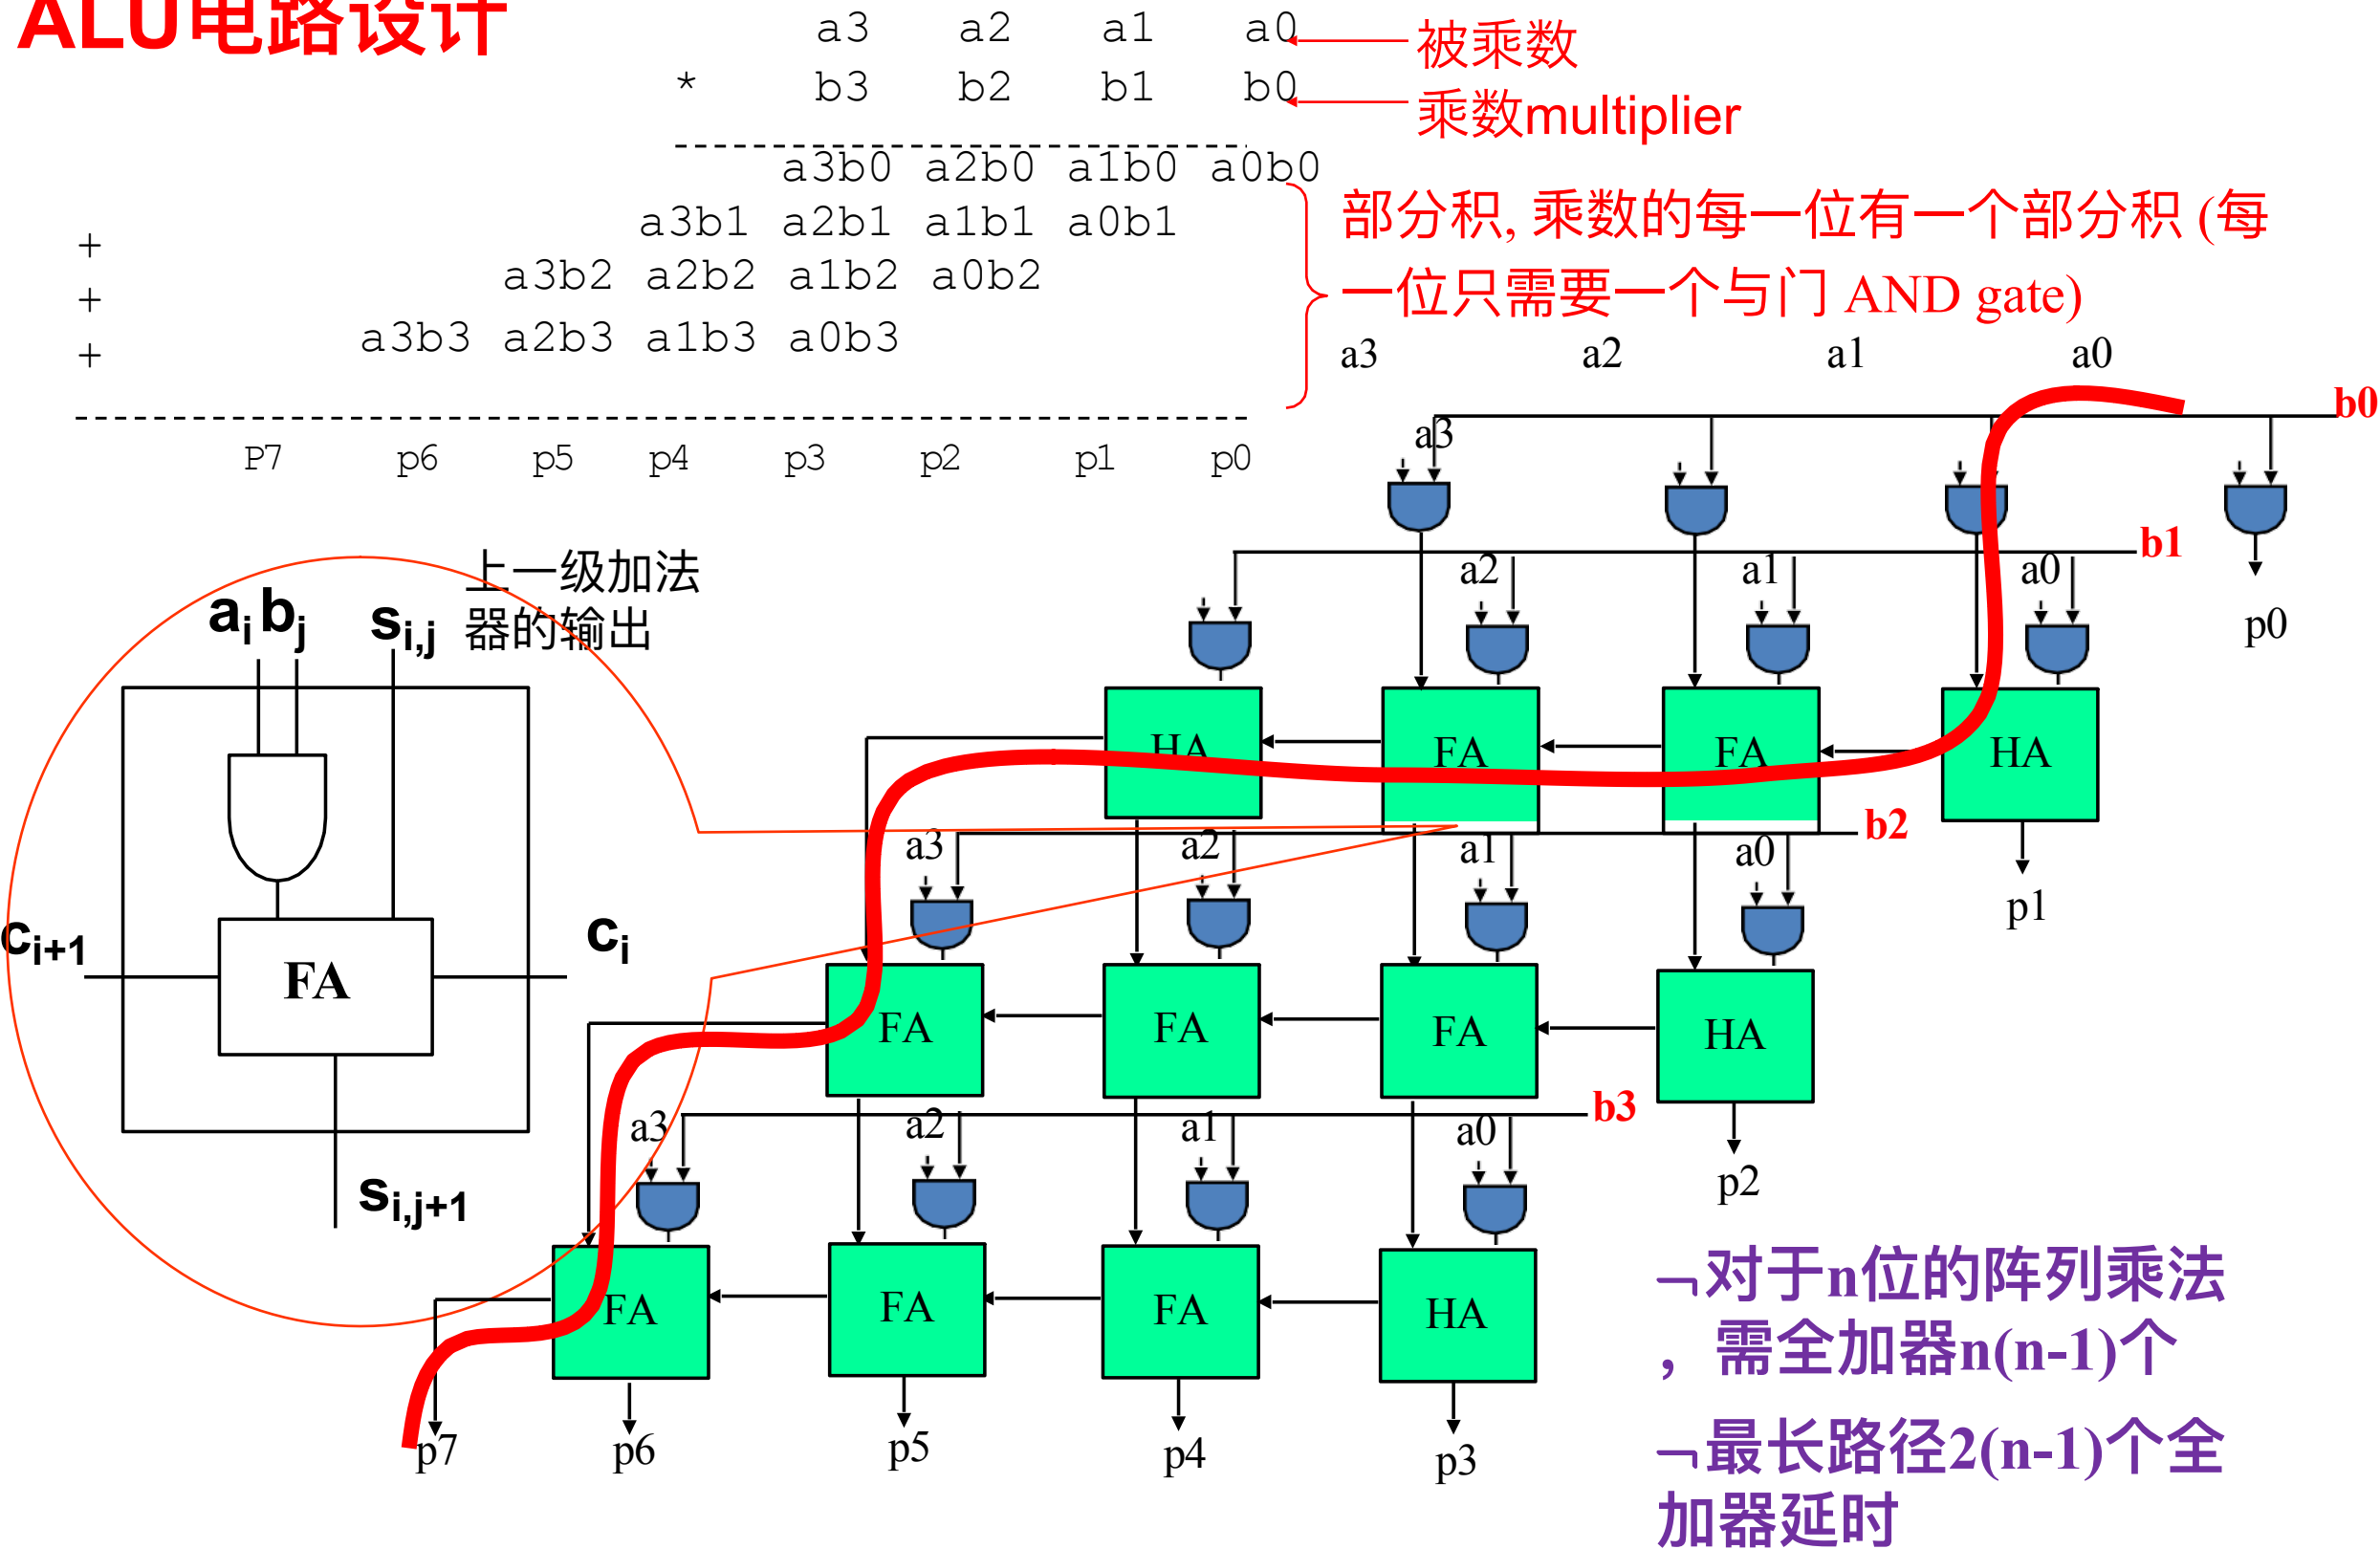 ALU电路设计
a3 a2 a1 a0
被乘数
* b3 b2 b1 b0
乘数multiplier
a3b0 a2b0 a1b0 a0b0
+ a3b1 a2b1 a1b1 a0b1
+ a3b2 a2b2 a1b2 a0b2
+ a3b3 a2b3 a1b3 a0b3
P7 p6 p5 p4 p3 p2 p1 p0
部分积, 乘数的每一位有一个部分积 (每
一位只需要一个与门 AND gate)
a3 a2 a1 a0
b0
a3
b1
a2 a1 a0
p0
上一级加法
器的输出
ai bj si,j
HA FA FA HA
b2
a3 a2 a1 a0
p1
ci+1 FA ci
FA FA FA HA
b3
a3 a2 a1 a0
p2
si,j+1
FA FA FA HA
p7 p6 p5 p4 p3
¬对于n位的阵列乘法
，需全加器n(n-1)个
¬最长路径2(n-1)个全
加器延时